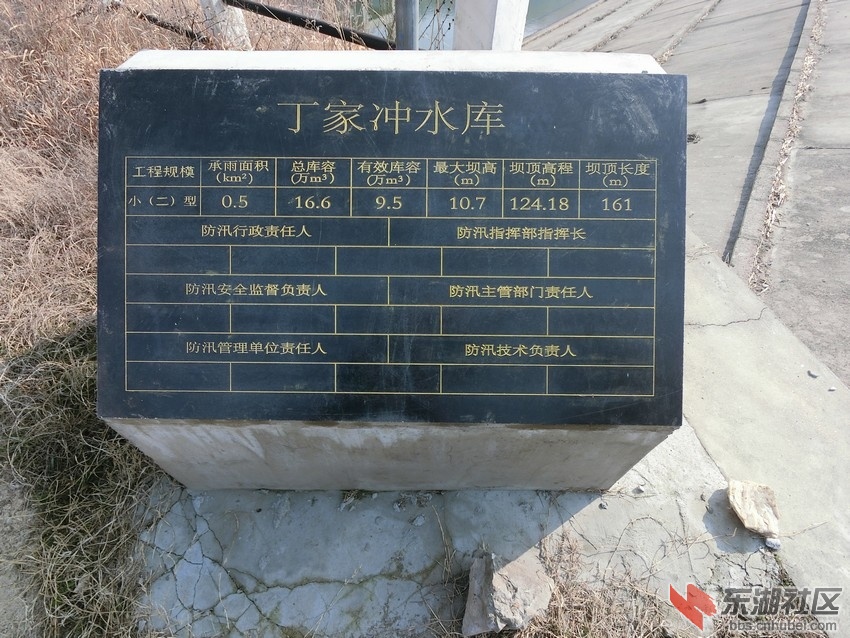 丁家冲水库
工程规模 承雨面积(km²) 总库容(万m³) 有效库容(万m³) 最大坝高(m) 坝顶高程(m) 坝顶长度(m)
小（二）型 0.5 16.6 9.5 10.7 124.18 161
防汛行政责任人 防汛指挥部指挥长
防汛安全监督负责人 防汛主管部门责任人
防汛管理单位责任人 防汛技术负责人
东湖社区
bbs.cnhubei.com